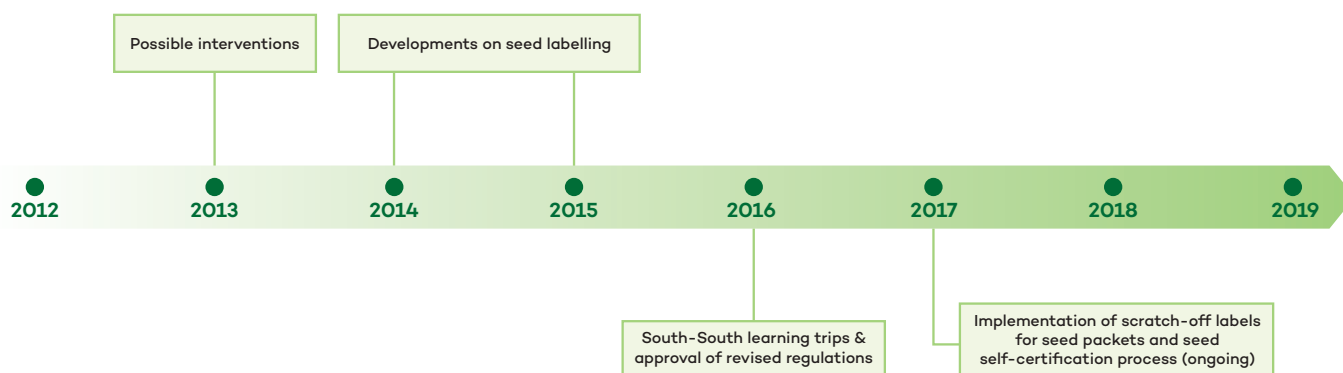 Possible interventions
Developments on seed labelling
2012
2013
2014
2015
2016
2017
2018
2019
South-South learning trips &
approval of revised regulations
Implementation of scratch-off labels
for seed packets and seed
self-certification process (ongoing)